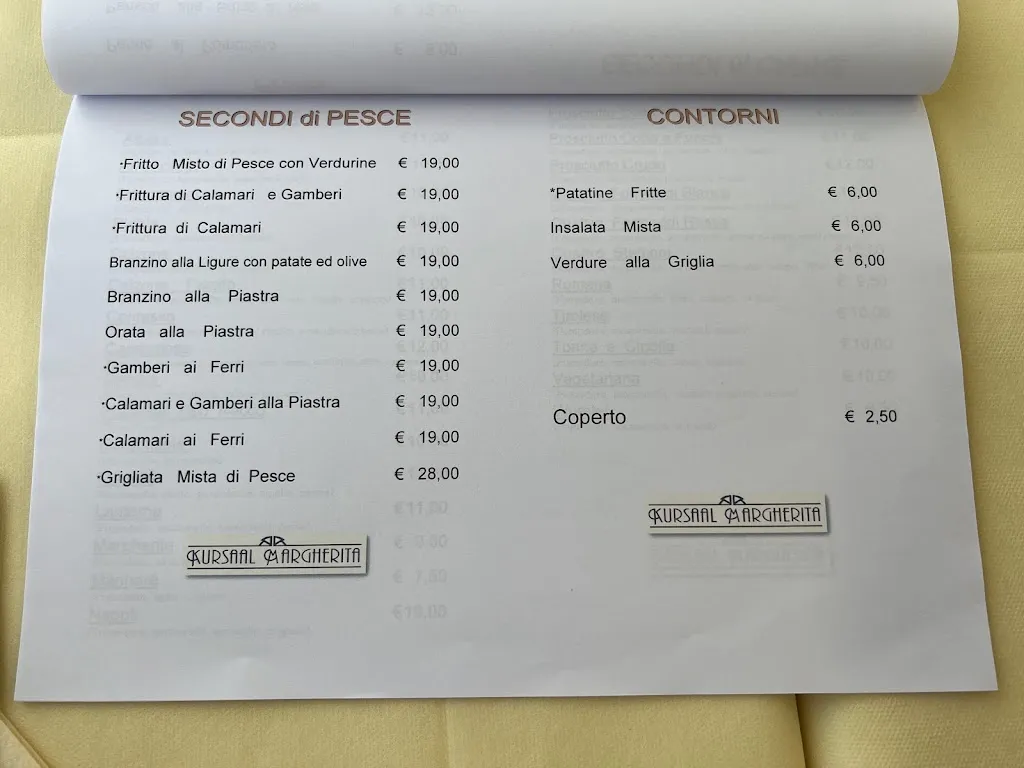 SECONDI di PESCE
·Fritto Misto di Pesce con Verdurine € 19,00
·Frittura di Calamari e Gamberi € 19,00
·Frittura di Calamari € 19,00
Branzino alla Ligure con patate ed olive € 19,00
Branzino alla Piastra € 19,00
Orata alla Piastra € 19,00
·Gamberi ai Ferri € 19,00
·Calamari e Gamberi alla Piastra € 19,00
·Calamari ai Ferri € 19,00
·Grigliata Mista di Pesce € 28,00
KURSAAL MARGHERITA
CONTORNI
*Patatine Fritte € 6,00
Insalata Mista € 6,00
Verdure alla Griglia € 6,00
Coperto € 2,50
KURSAAL MARGHERITA